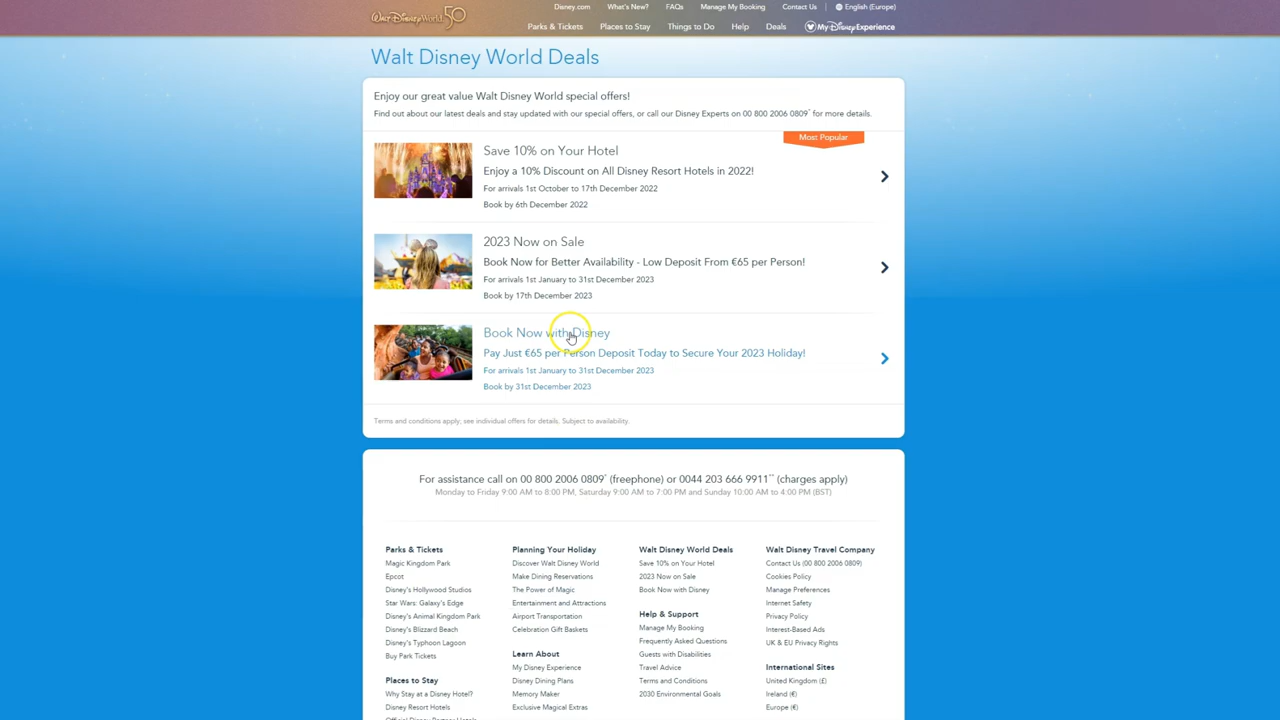 Disney.com What's New? FAQs Manage My Booking Contact Us English (Europe)
Walt Disney World 50
Parks & Tickets Places to Stay Things to Do Help Deals My Disney Experience
Walt Disney World Deals
Enjoy our great value Walt Disney World special offers!
Find out about our latest deals and stay updated with our special offers, or call our Disney Experts on 00 800 2006 0809* for more details.
Most Popular
Save 10% on Your Hotel
Enjoy a 10% Discount on All Disney Resort Hotels in 2022!
For arrivals 1st October to 17th December 2022
Book by 6th December 2022
2023 Now on Sale
Book Now for Better Availability - Low Deposit From €65 per Person!
For arrivals 1st January to 31st December 2023
Book by 17th December 2023
Book Now with Disney
Pay Just €65 per Person Deposit Today to Secure Your 2023 Holiday!
For arrivals 1st January to 31st December 2023
Book by 31st December 2023
Terms and conditions apply; see individual offers for details. Subject to availability.
For assistance call on 00 800 2006 0809* (freephone) or 0044 203 666 9911** (charges apply)
Monday to Friday 9:00 AM to 8:00 PM, Saturday 9:00 AM to 7:00 PM and Sunday 10:00 AM to 4:00 PM (BST)
Parks & Tickets
Magic Kingdom Park
Epcot
Disney's Hollywood Studios
Star Wars: Galaxy's Edge
Disney's Animal Kingdom Park
Disney's Blizzard Beach
Disney's Typhoon Lagoon
Buy Park Tickets
Places to Stay
Why Stay at a Disney Hotel?
Disney Resort Hotels
Planning Your Holiday
Discover Walt Disney World
Make Dining Reservations
The Power of Magic
Entertainment and Attractions
Airport Transportation
Celebration Gift Baskets
Learn About
My Disney Experience
Disney Dining Plans
Memory Maker
Exclusive Magical Extras
Walt Disney World Deals
Save 10% on Your Hotel
2023 Now on Sale
Book Now with Disney
Help & Support
Manage My Booking
Frequently Asked Questions
Guests with Disabilities
Travel Advice
Terms and Conditions
2030 Environmental Goals
Walt Disney Travel Company
Contact Us (00 800 2006 0809)
Cookies Policy
Manage Preferences
Internet Safety
Privacy Policy
Interest-Based Ads
UK & EU Privacy Rights
International Sites
United Kingdom (£)
Ireland (€)
Europe (€)